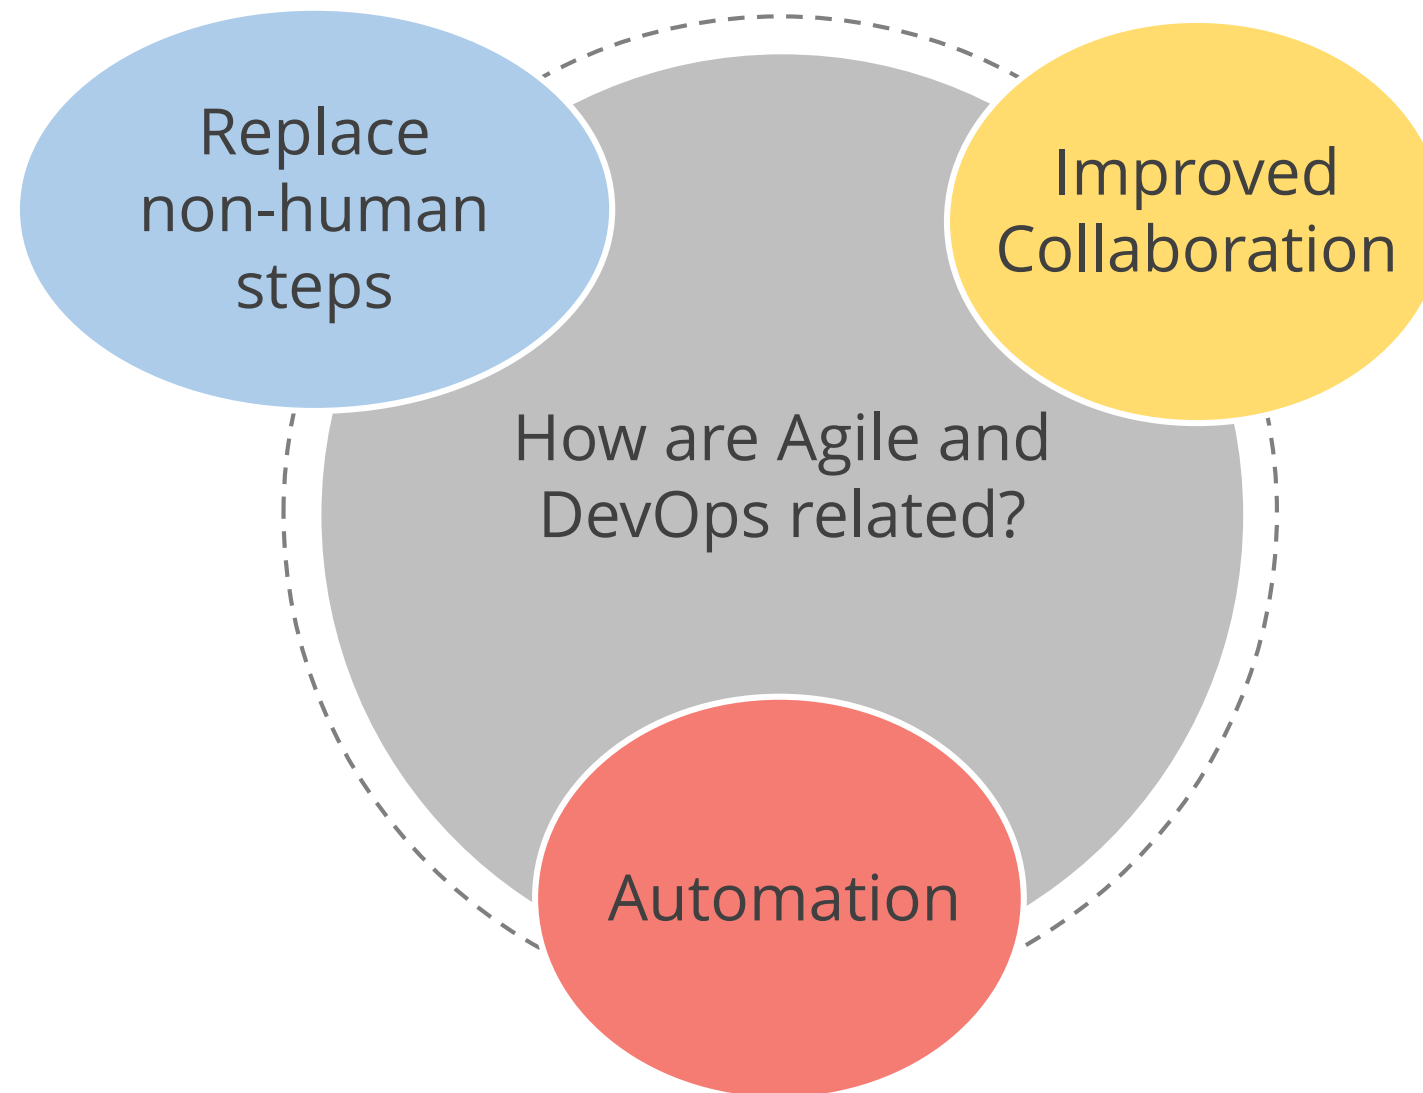 Replace
non-human
steps
Improved
Collaboration
How are Agile and
DevOps related?
Automation